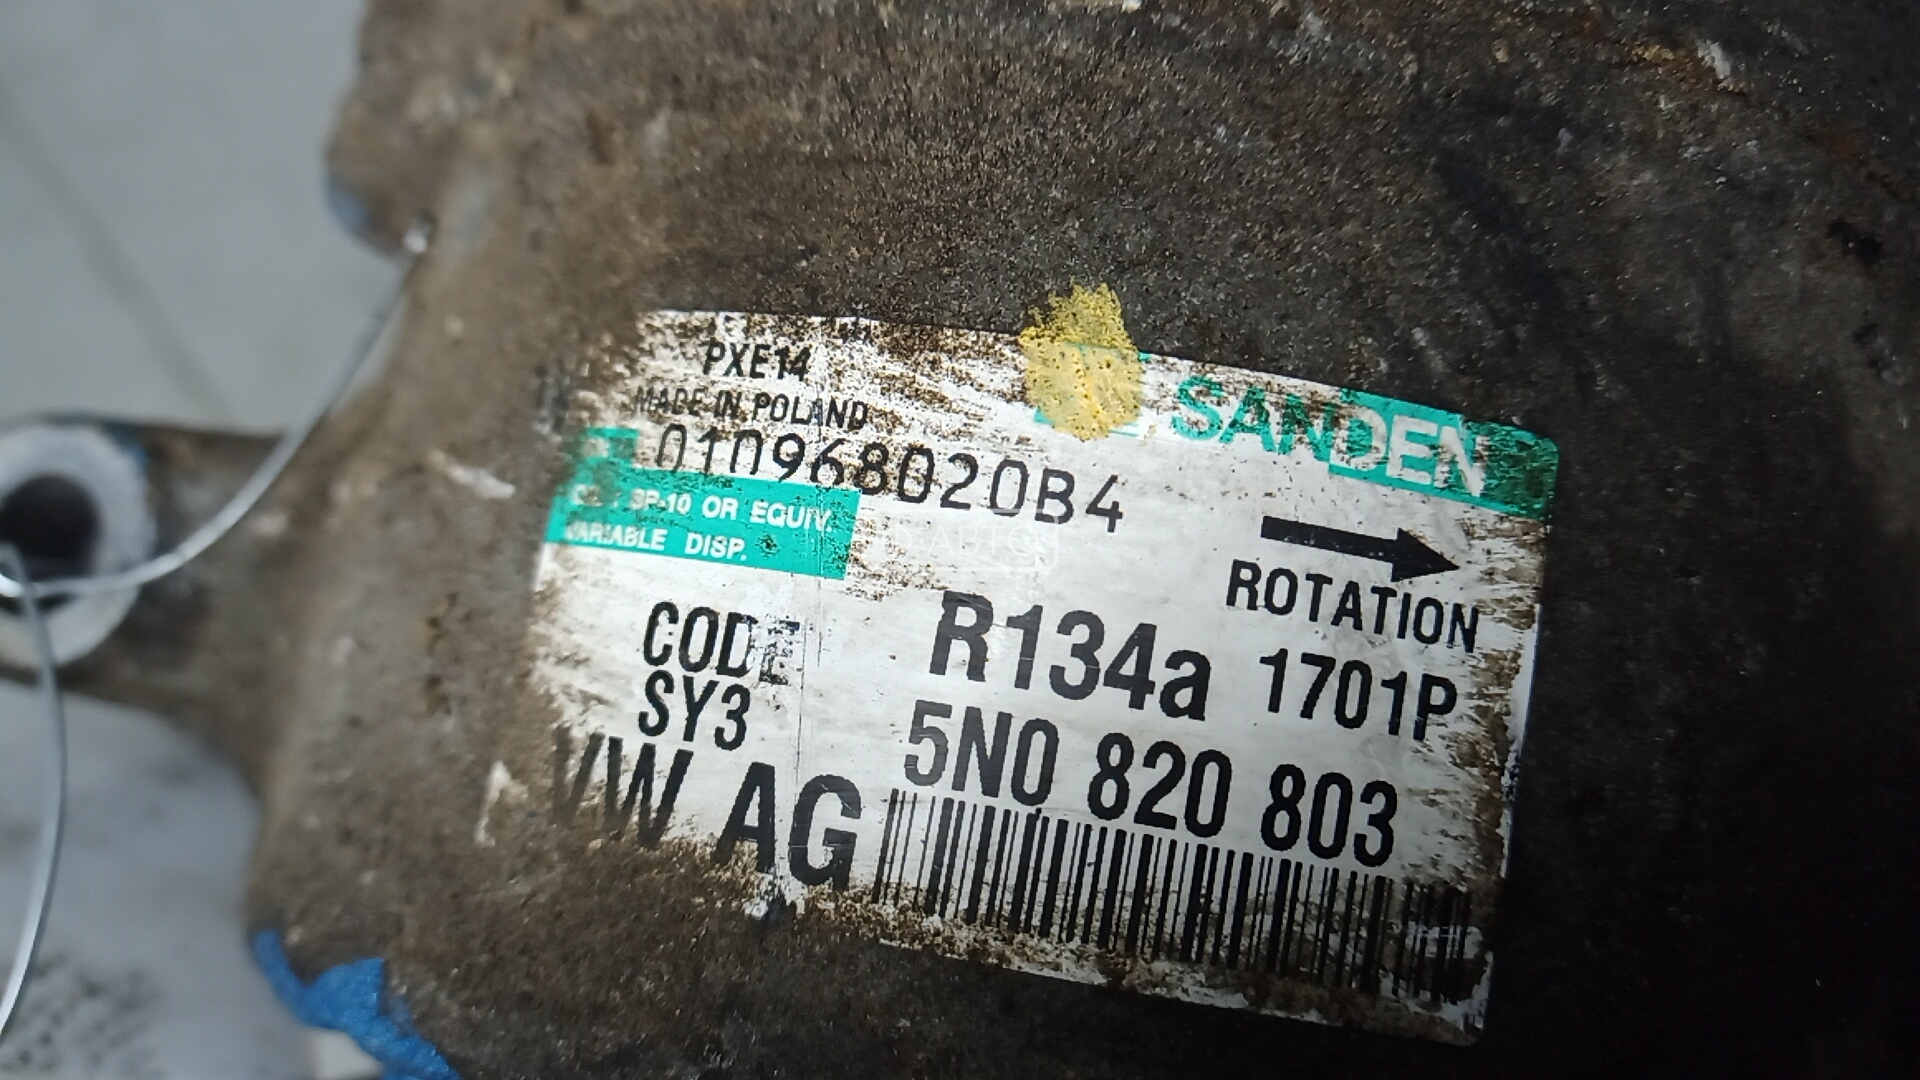 PXE14
MADE IN POLAND
SANDEN
010968020B4
SP-10 OR EQUIV.
VARIABLE DISP.
ROTATION
CODE
R134a 1701P
SY3
5N0 820 803
VW AG